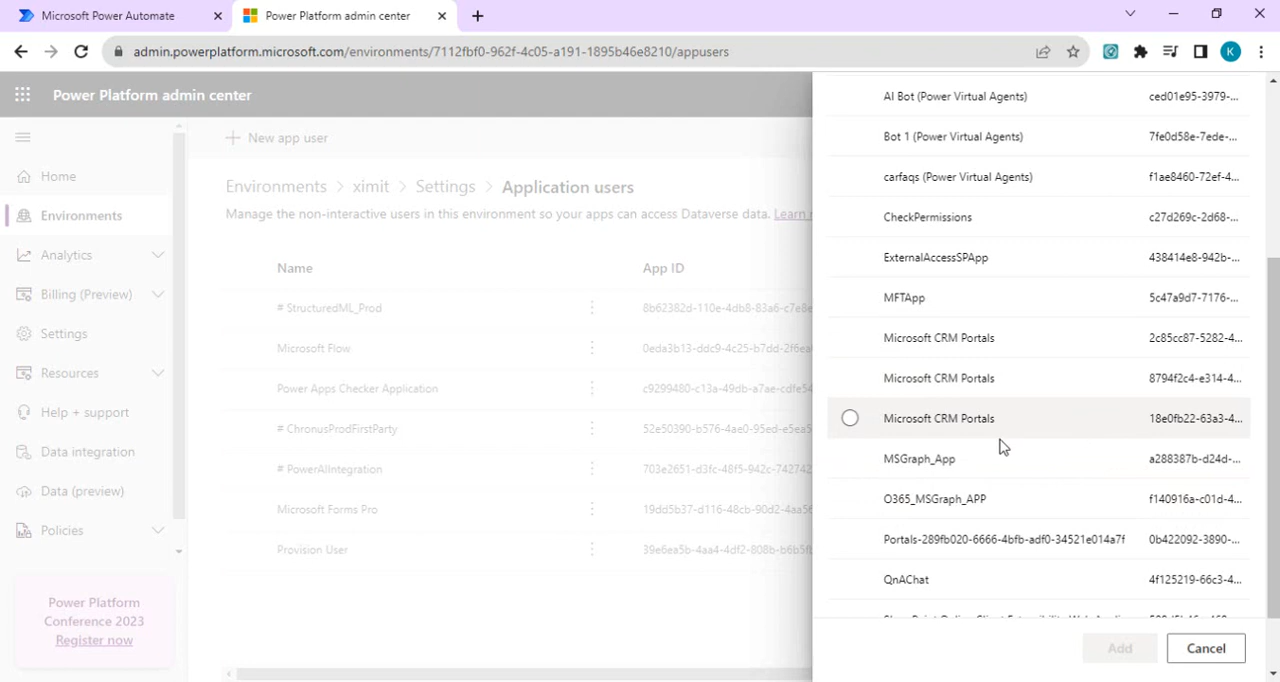 Microsoft Power Automate
Power Platform admin center
admin.powerplatform.microsoft.com/environments/7112fbf0-962f-4c05-a191-1895b46e8210/appusers
K
Power Platform admin center
Home
Environments
Analytics
Billing (Preview)
Settings
Resources
Help + support
Data integration
Data (preview)
Policies
Power Platform
Conference 2023
Register now
New app user
Environments > ximit > Settings > Application users
Manage the non-interactive users in this environment so your apps can access Dataverse data. Learn
Name App ID
# StructuredML_Prod 8b62382d-110e-4db8-83a6-c7e8e
Microsoft Flow 0eda3b13-ddc9-4c25-b7dd-2f6ea
Power Apps Checker Application c9299480-c13a-49db-a7ae-cdfe54
# ChronusProdFirstParty 52e50390-b576-4ae0-95ed-e5ea5
# PowerAIIntegration 703e2651-d3fc-48f5-942c-742742
Microsoft Forms Pro 19dd5b37-d116-48cb-90d2-4aa56
Provision User 39e6ea5b-4aa4-4df2-808b-b6b5f
AI Bot (Power Virtual Agents) ced01e95-3979-...
Bot 1 (Power Virtual Agents) 7fe0d58e-7ede-...
carfaqs (Power Virtual Agents) f1ae8460-72ef-4...
CheckPermissions c27d269c-2d68-...
ExternalAccessSPApp 438414e8-942b-...
MFTApp 5c47a9d7-7176-...
Microsoft CRM Portals 2c85cc87-5282-4...
Microsoft CRM Portals 8794f2c4-e314-4...
Microsoft CRM Portals 18e0fb22-63a3-4...
MSGraph_App a288387b-d24d-...
O365_MSGraph_APP f140916a-c01d-4...
Portals-289fb020-6666-4bfb-adf0-34521e014a7f 0b422092-3890-...
QnAChat 4f125219-66c3-4...
Add
Cancel